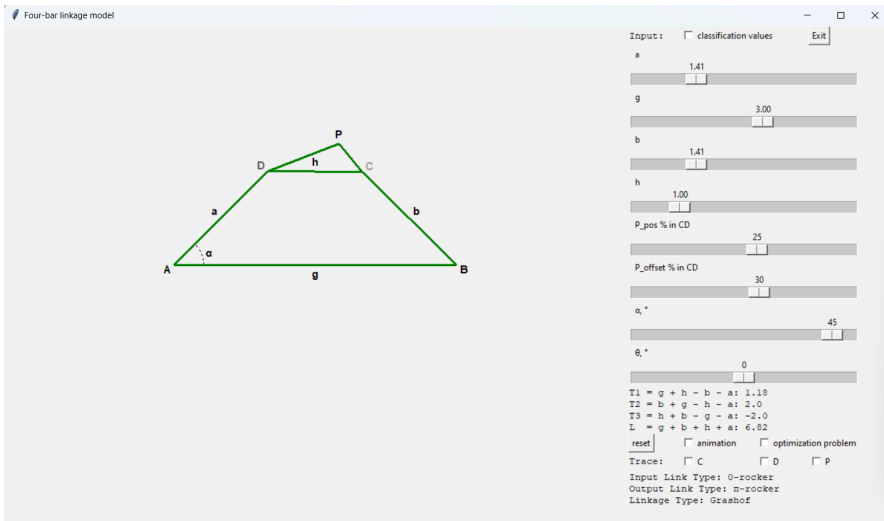 Four-bar linkage model
Input: classification values Exit
a
1.41
g
3.00
b
1.41
h
1.00
P_pos % in CD
25
P_offset % in CD
30
α, °
45
θ, °
0
T1 = g + h - b - a: 1.18
T2 = b + g - h - a: 2.0
T3 = h + b - g - a: -2.0
L = g + b + h + a: 6.82
reset animation optimization problem
Trace: C D P
Input Link Type: 0-rocker
Output Link Type: π-rocker
Linkage Type: Grashof
P
D h C
a b
α
A B
g